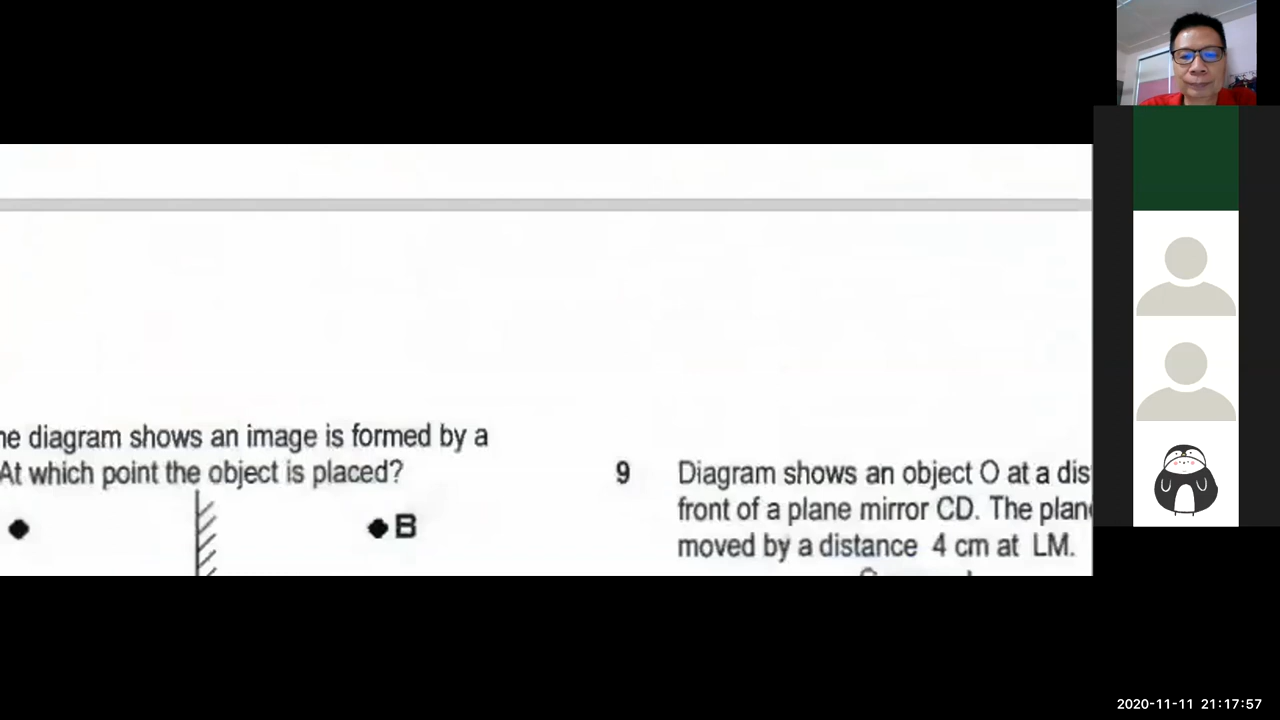 he diagram shows an image is formed by a
At which point the object is placed?
B
9 Diagram shows an object O at a dis
front of a plane mirror CD. The plan
moved by a distance 4 cm at LM.
2020-11-11 21:17:57